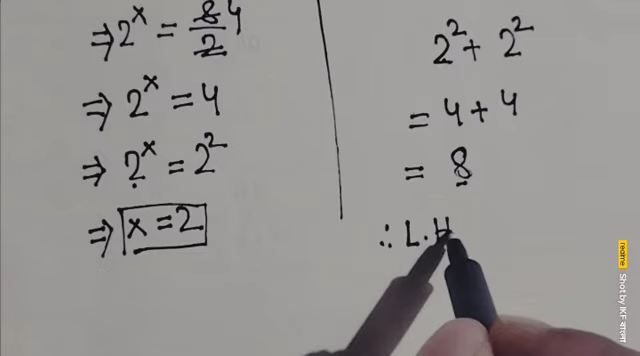 ⇒ 2^x = 8/2 4
⇒ 2^x = 4
⇒ 2^x = 2^2
⇒ x = 2
2^2 + 2^2
= 4 + 4
= 8
∴ L.H
realme
Shot by IKF বাংলা